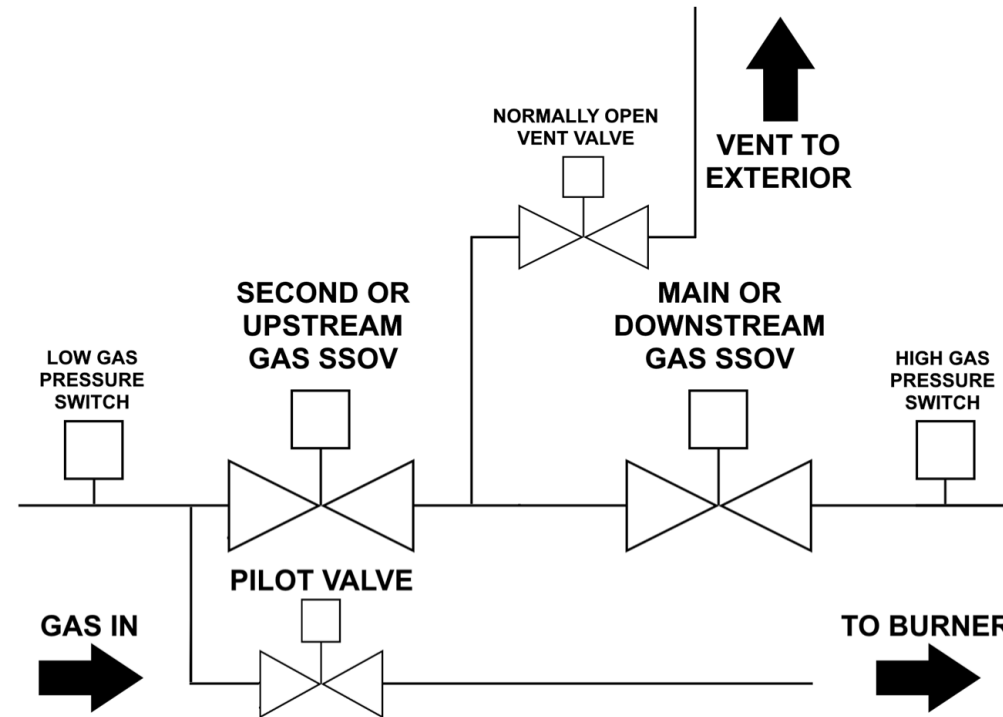 NORMALLY OPEN
VENT VALVE
VENT TO
EXTERIOR
SECOND OR
UPSTREAM
GAS SSOV
MAIN OR
DOWNSTREAM
GAS SSOV
LOW GAS
PRESSURE
SWITCH
HIGH GAS
PRESSURE
SWITCH
PILOT VALVE
GAS IN
TO BURNER